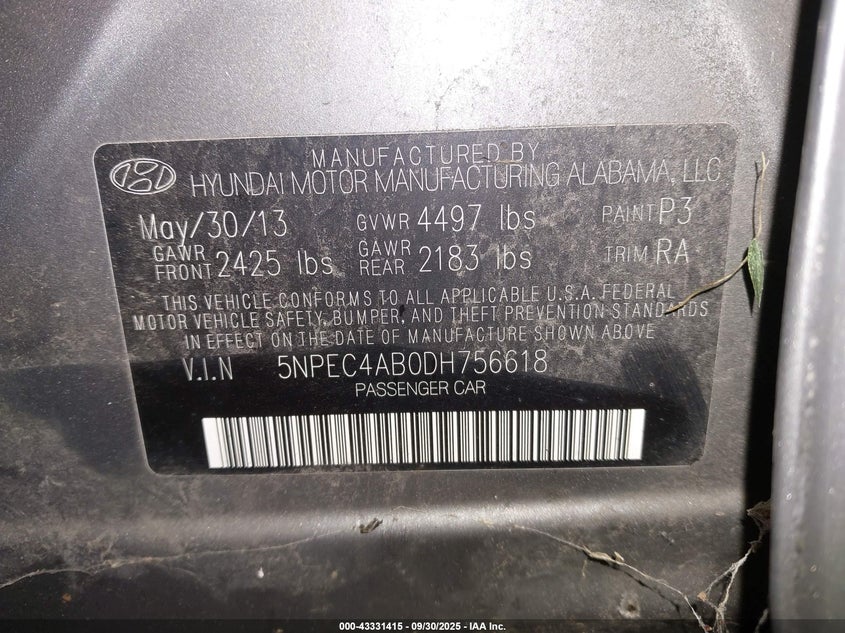 MANUFACTURED BY
HYUNDAI MOTOR MANUFACTURING ALABAMA, LLC
May/30/13 GVWR 4497 lbs PAINT P3
GAWR FRONT 2425 lbs GAWR REAR 2183 lbs TRIM RA
THIS VEHICLE CONFORMS TO ALL APPLICABLE U.S.A. FEDERAL
MOTOR VEHICLE SAFETY, BUMPER, AND THEFT PREVENTION STANDARDS
IN EFFECT ON THE DATE OF MANUFACTURE SHOWN ABOVE
V.I.N 5NPEC4AB0DH756618
PASSENGER CAR
000-43331415 - 09/30/2025 - IAA Inc.